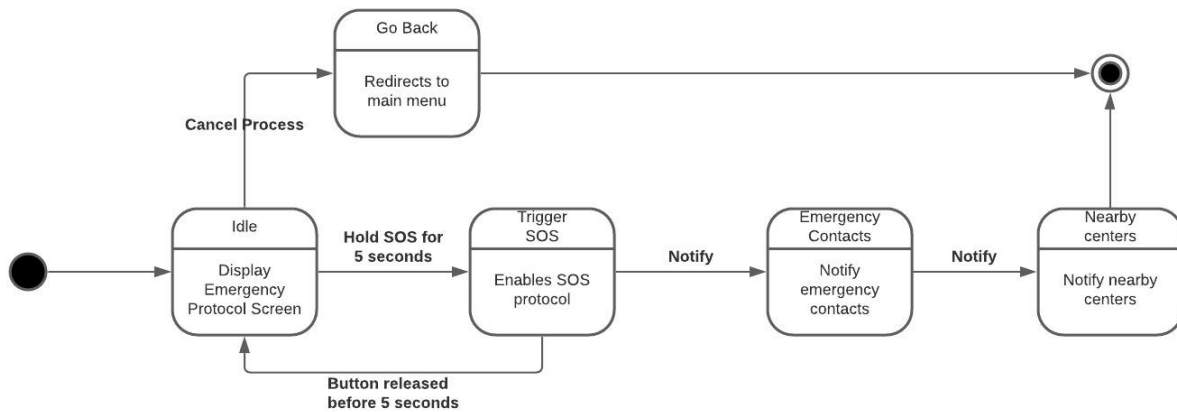 Go Back
Redirects to
main menu
Cancel Process
Idle
Display
Emergency
Protocol Screen
Hold SOS for
5 seconds
Trigger
SOS
Enables SOS
protocol
Button released
before 5 seconds
Notify
Emergency
Contacts
Notify
emergency
contacts
Notify
Nearby
centers
Notify nearby
centers